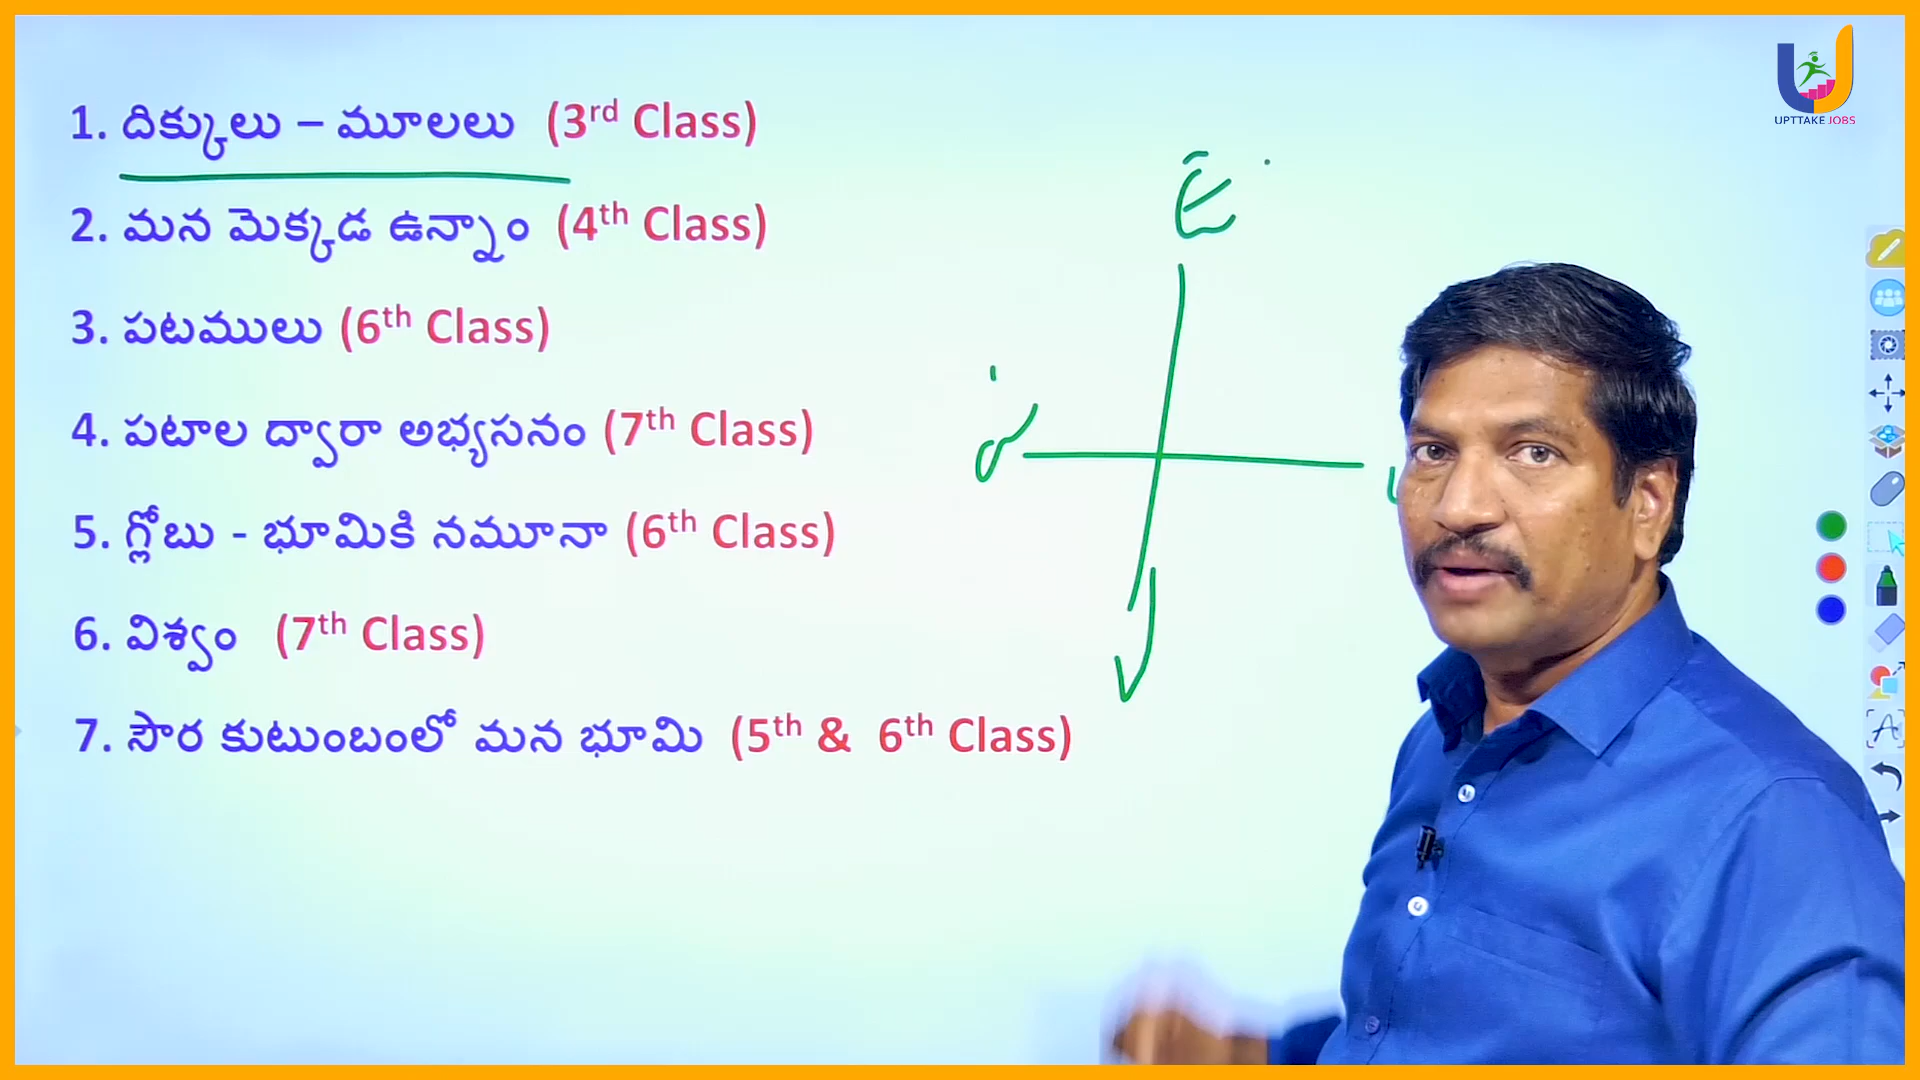 1. దిక్కులు – మూలలు (3rd Class)
2. మన మెక్కడ ఉన్నాం (4th Class)
3. పటములు (6th Class)
4. పటాల ద్వారా అభ్యసనం (7th Class)
5. గ్లోబు - భూమికి నమూనా (6th Class)
6. విశ్వం (7th Class)
7. సౌర కుటుంబంలో మన భూమి (5th & 6th Class)
E
UPTTAKE JOBS